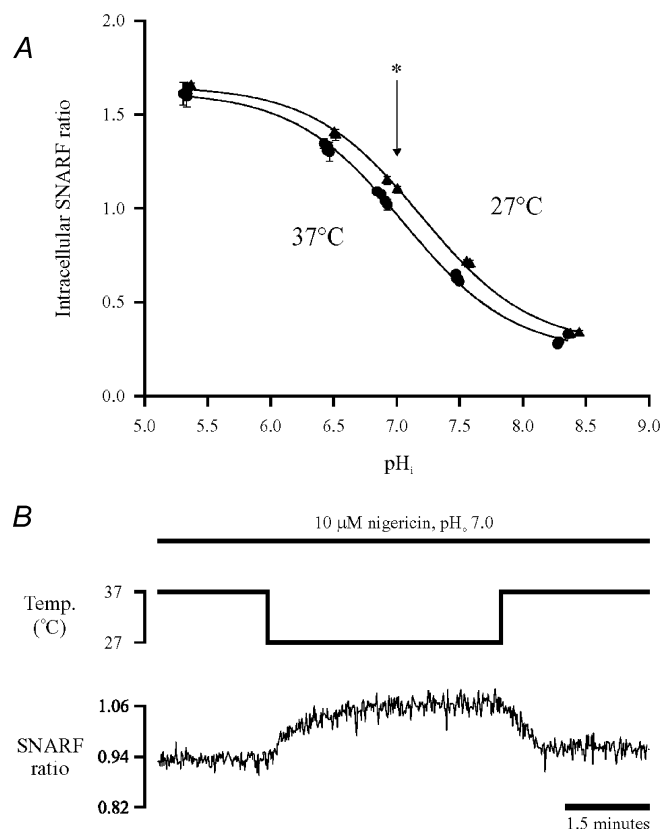 A
2.0
1.5
1.0
0.5
0.0
Intracellular SNARF ratio
*
27°C
37°C
5.0 5.5 6.0 6.5 7.0 7.5 8.0 8.5 9.0
pHi
B
10 µM nigericin, pHo 7.0
Temp.
(°C)
37
27
SNARF
ratio
1.06
0.94
0.82
1.5 minutes